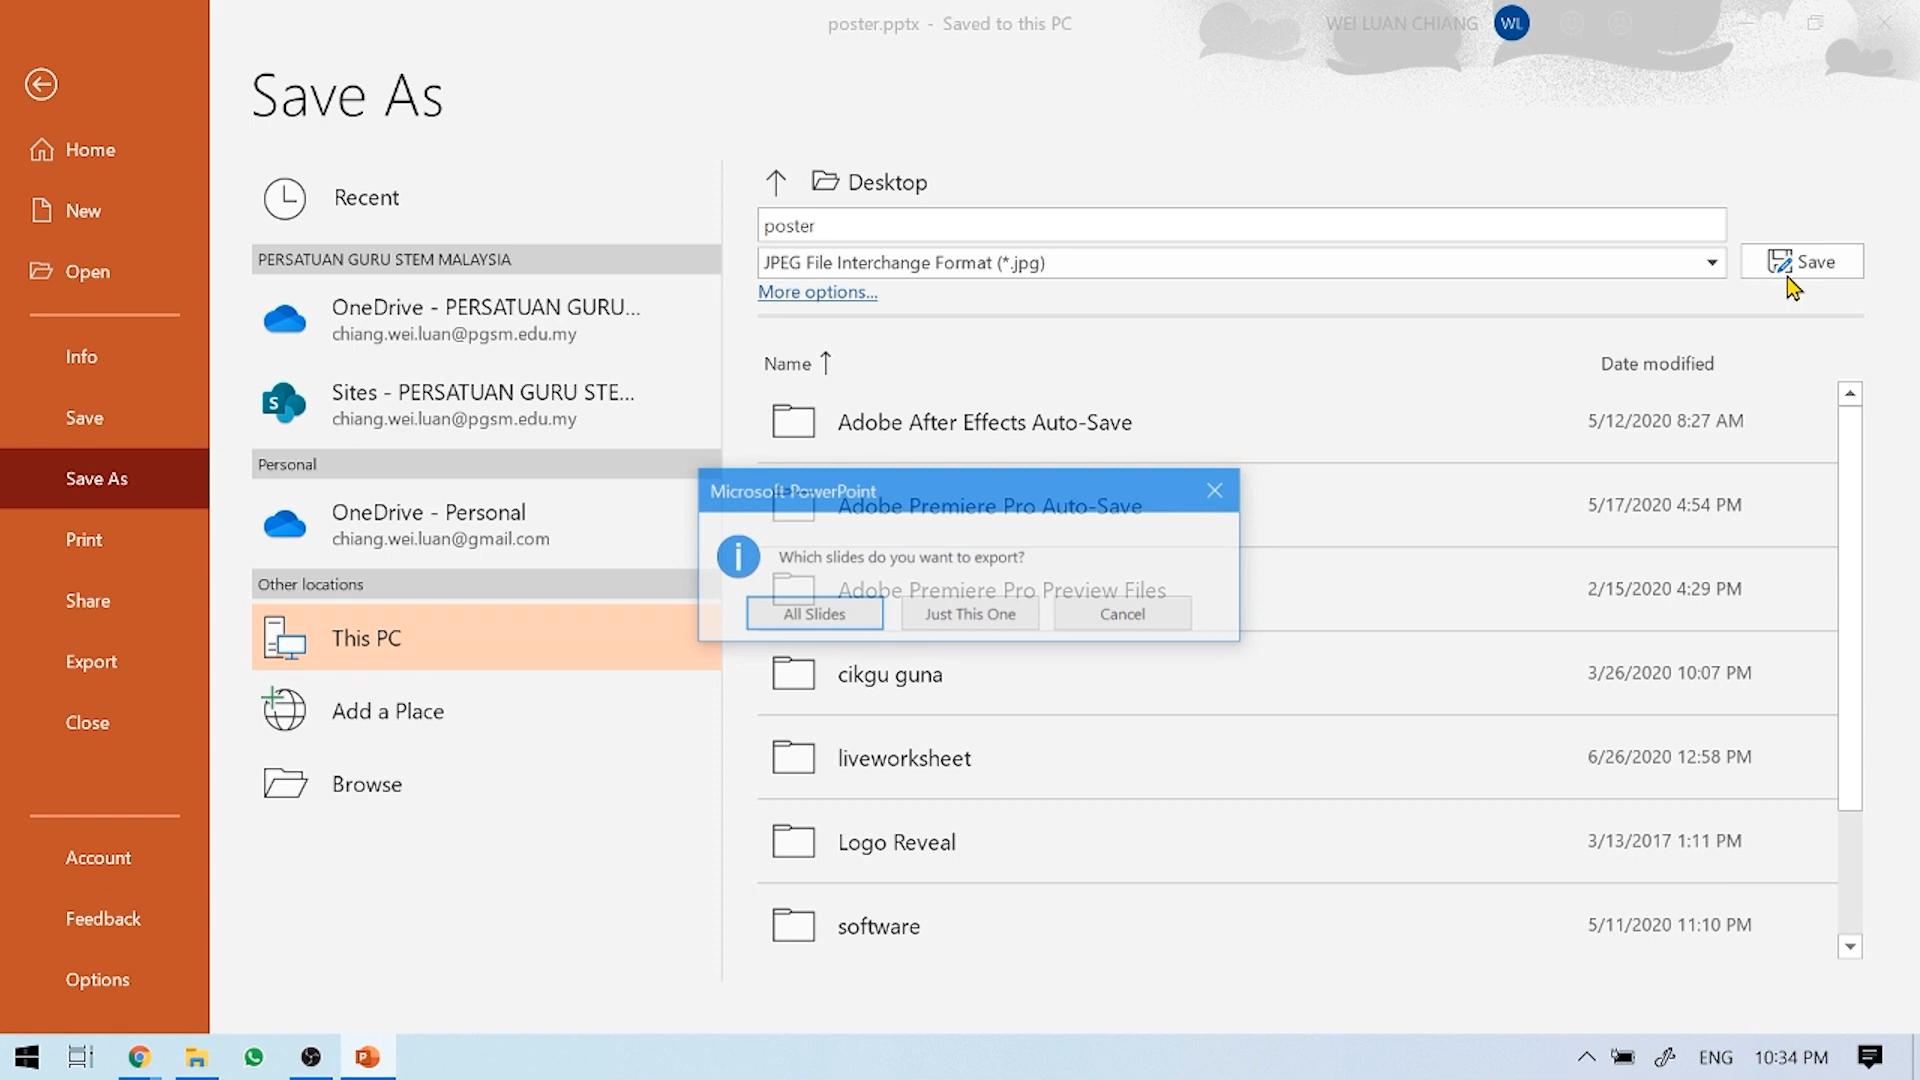 poster.pptx - Saved to this PC
WEI LUAN CHIANG
WL
Save As
Home
New
Open
Info
Save
Save As
Print
Share
Export
Close
Account
Feedback
Options
Recent
PERSATUAN GURU STEM MALAYSIA
OneDrive - PERSATUAN GURU...
chiang.wei.luan@pgsm.edu.my
Sites - PERSATUAN GURU STE...
chiang.wei.luan@pgsm.edu.my
Personal
OneDrive - Personal
chiang.wei.luan@gmail.com
Other locations
This PC
Add a Place
Browse
Desktop
poster
JPEG File Interchange Format (*.jpg)
Save
More options...
Name
Date modified
Adobe After Effects Auto-Save
5/12/2020 8:27 AM
Microsoft PowerPoint
Adobe Premiere Pro Auto-Save
5/17/2020 4:54 PM
Which slides do you want to export?
Adobe Premiere Pro Preview Files
2/15/2020 4:29 PM
All Slides
Just This One
Cancel
cikgu guna
3/26/2020 10:07 PM
liveworksheet
6/26/2020 12:58 PM
Logo Reveal
3/13/2017 1:11 PM
software
5/11/2020 11:10 PM
ENG
10:34 PM